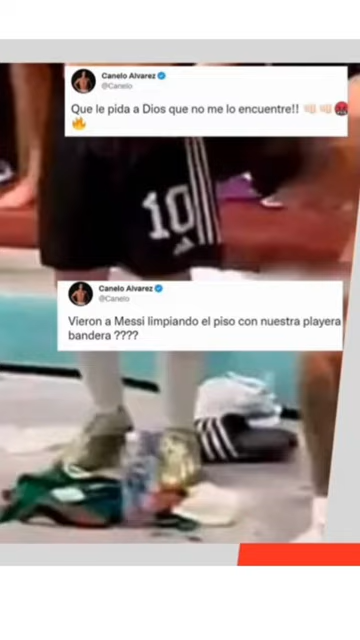 Canelo Alvarez
@Canelo
Que le pida a Dios que no me lo encuentre!! 👊🏻👊🏻😡
🔥
10
Canelo Alvarez
@Canelo
Vieron a Messi limpiando el piso con nuestra playera
bandera ????